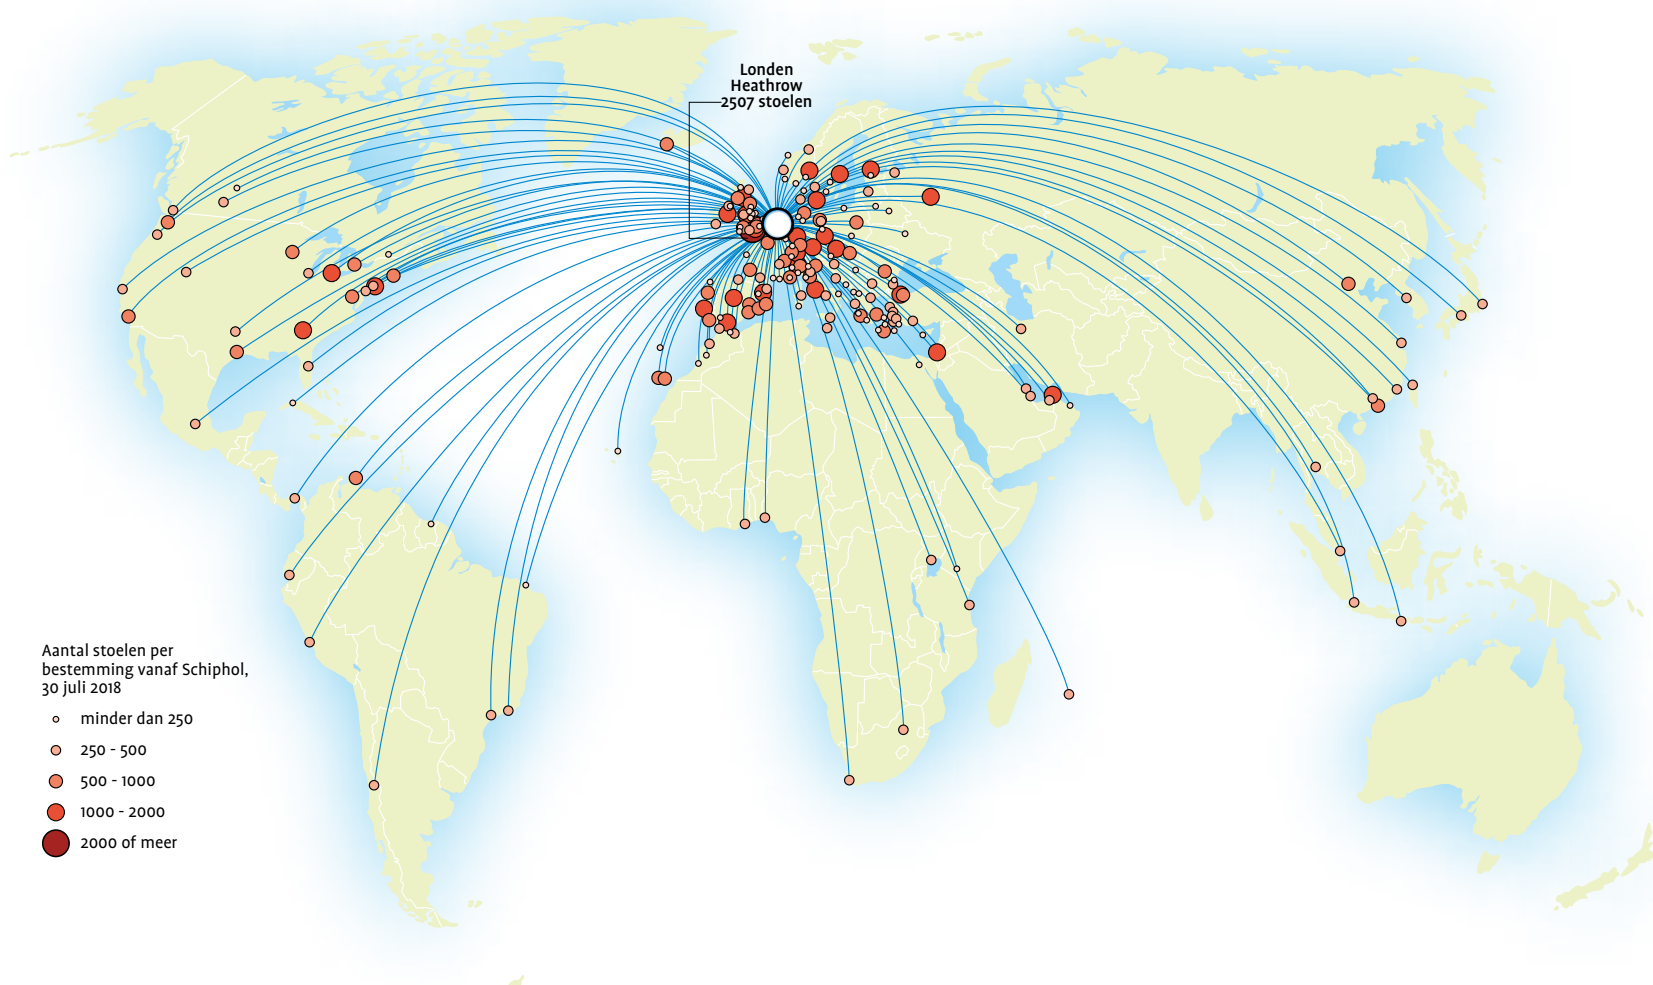 Londen
Heathrow
2507 stoelen
Aantal stoelen per
bestemming vanaf Schiphol,
30 juli 2018
minder dan 250
250 - 500
500 - 1000
1000 - 2000
2000 of meer